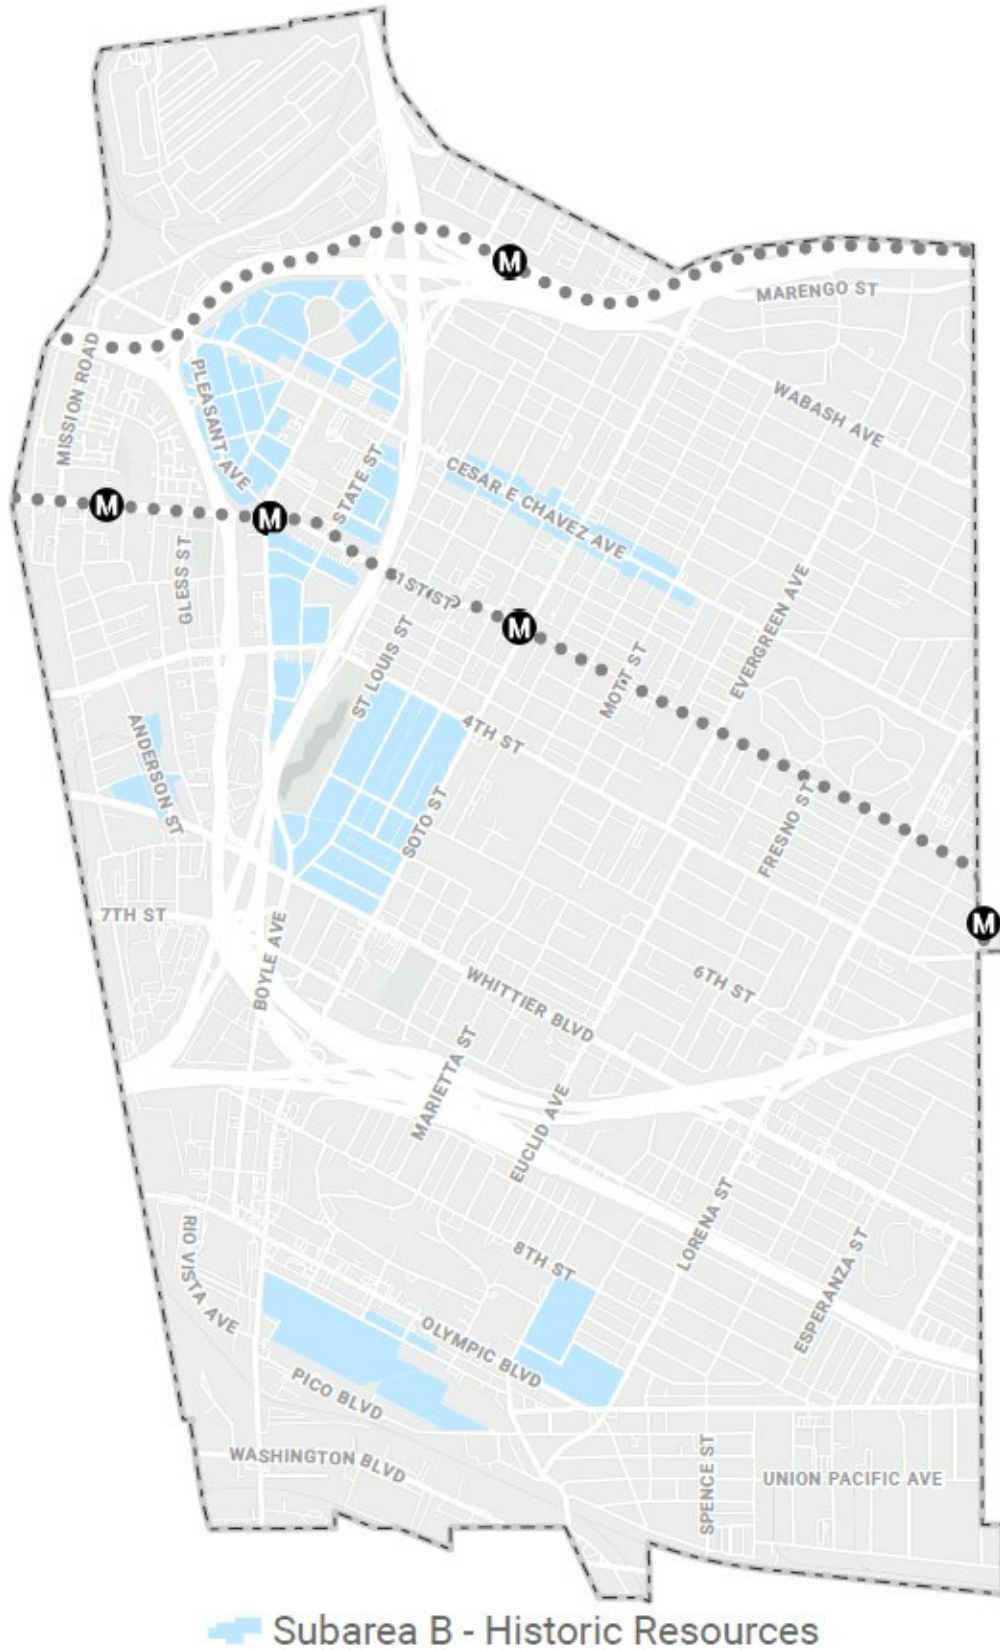 M
MARENGO ST
MISSION ROAD
PLEASANT AVE
WABASH AVE
STATE ST
CESAR E CHAVEZ AVE
M
M
GLESS ST
1ST ST
M
EVERGREEN AVE
ST LOUIS ST
MOTT ST
4TH ST
ANDERSON ST
SOTO ST
FRESNO ST
7TH ST
M
BOYLE AVE
WHITTIER BLVD
6TH ST
MARIETTA ST
EUCLID AVE
LORENA ST
RIO VISTA AVE
8TH ST
ESPERANZA ST
OLYMPIC BLVD
PICO BLVD
WASHINGTON BLVD
SPENCE ST
UNION PACIFIC AVE
Subarea B - Historic Resources